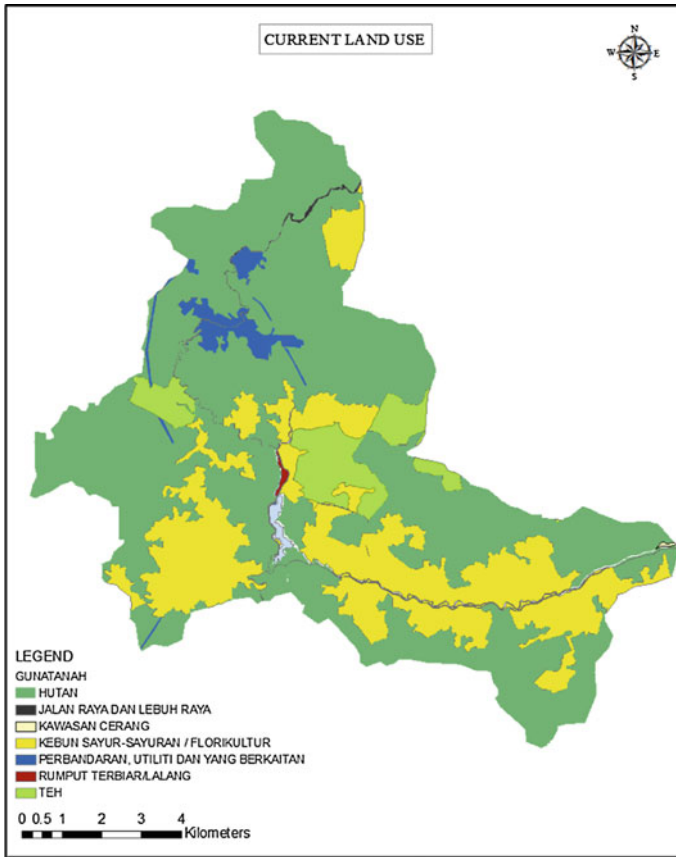 CURRENT LAND USE
N
W E
S
LEGEND
GUNATANAH
HUTAN
JALAN RAYA DAN LEBUH RAYA
KAWASAN CERANG
KEBUN SAYUR-SAYURAN / FLORIKULTUR
PERBANDARAN, UTILITI DAN YANG BERKAITAN
RUMPUT TERBIAR/LALANG
TEH
0 0.5 1 2 3 4
Kilometers